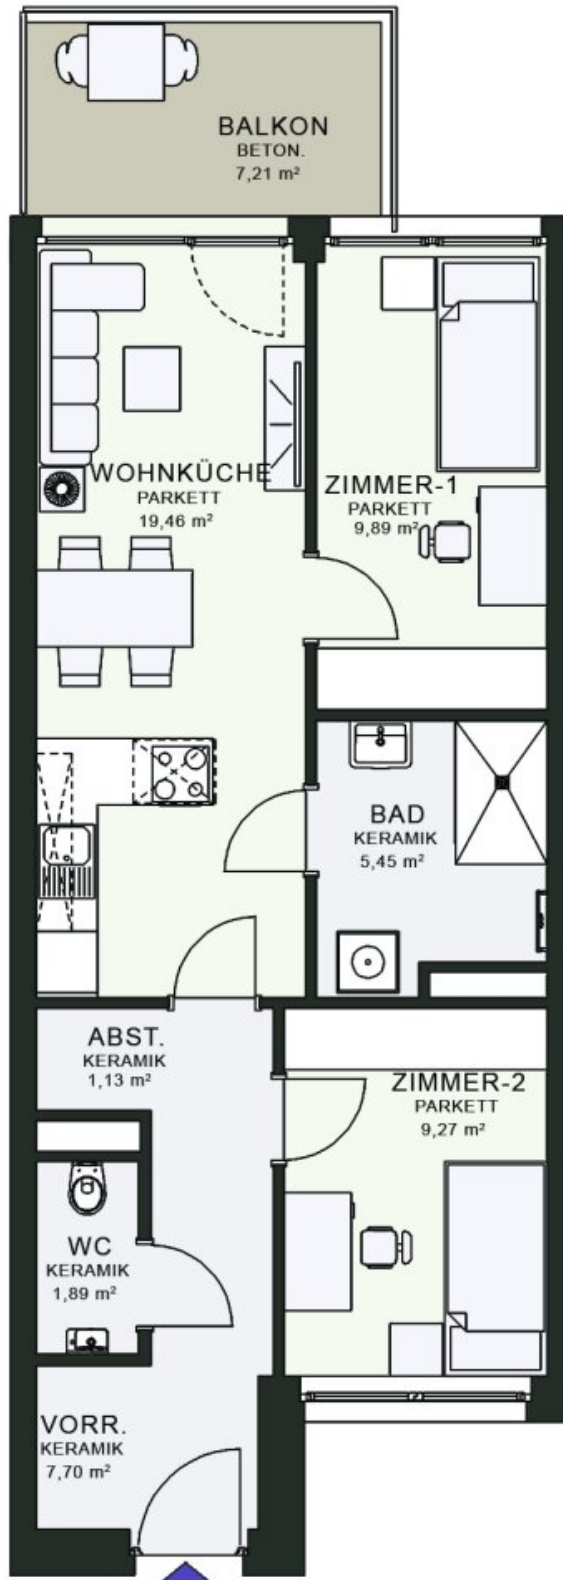 BALKON
BETON.
7,21 m²
WOHNKÜCHE
PARKETT
19,46 m²
ZIMMER-1
PARKETT
9,89 m²
BAD
KERAMIK
5,45 m²
ABST.
KERAMIK
1,13 m²
ZIMMER-2
PARKETT
9,27 m²
WC
KERAMIK
1,89 m²
VORR.
KERAMIK
7,70 m²